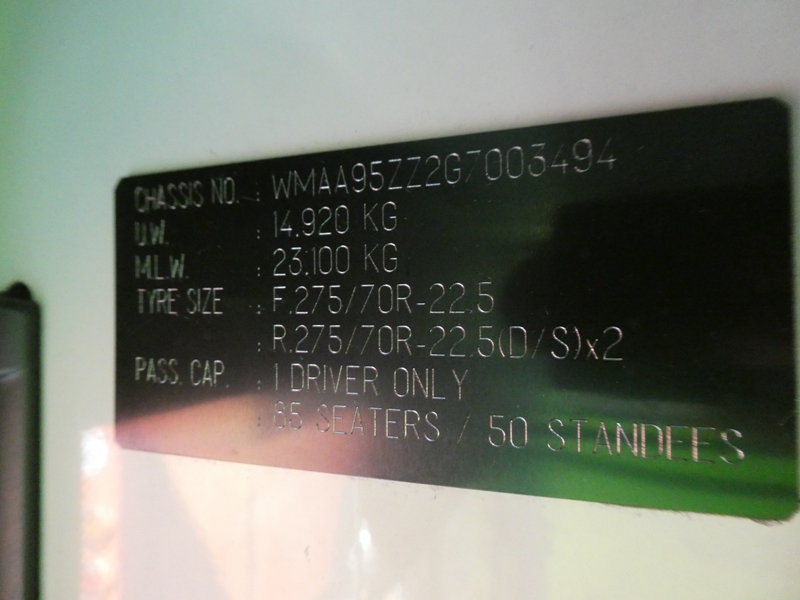 CHASSIS NO. : WMAA95ZZ2G7003494
U.W. : 14.920 KG
M.L.W. : 23.100 KG
TYRE SIZE : F.275/70R-22.5
: R.275/70R-22.5(D/S)x2
PASS. CAP. : 1 DRIVER ONLY
: 85 SEATERS / 50 STANDEES